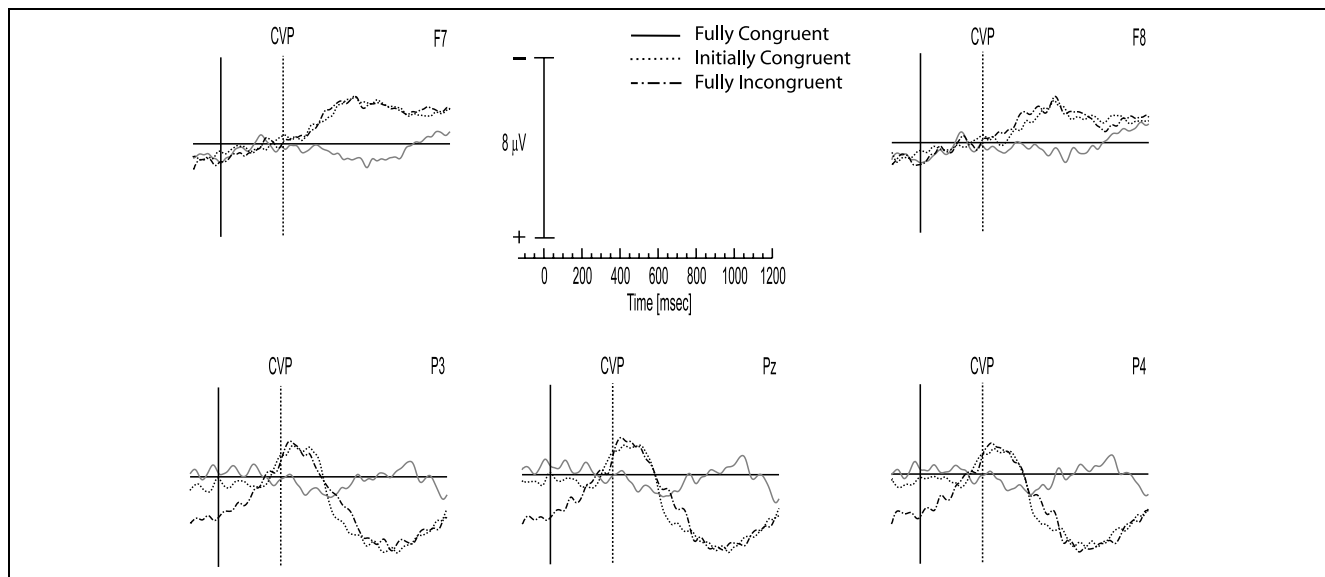 CVP F7
Fully Congruent
Initially Congruent
Fully Incongruent
CVP F8
−
8 µV
+
0 200 400 600 800 1000 1200
Time [msec]
CVP P3
CVP Pz
CVP P4